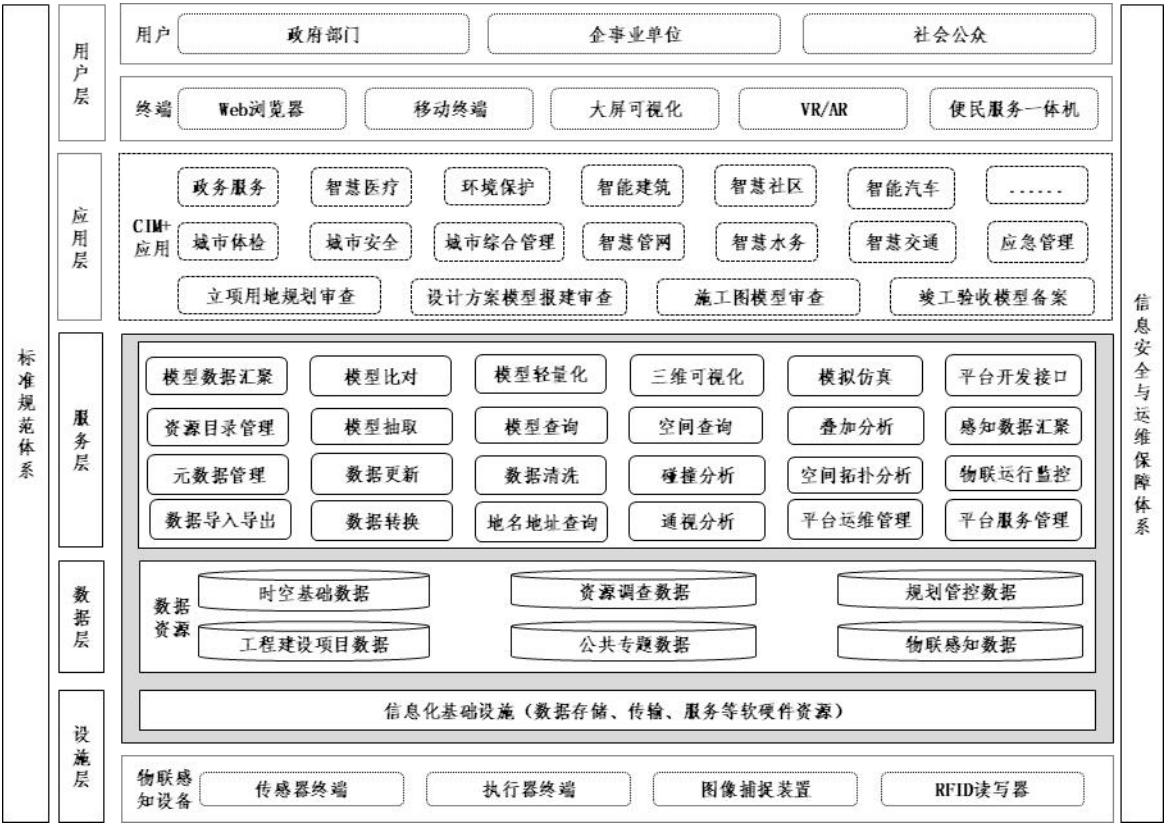 标准规范体系
用户层
用户 政府部门 企事业单位 社会公众
终端 Web浏览器 移动终端 大屏可视化 VR/AR 便民服务一体机
应用层
CIM+应用
政务服务 智慧医疗 环境保护 智能建筑 智慧社区 智能汽车 ......
城市体检 城市安全 城市综合管理 智慧管网 智慧水务 智慧交通 应急管理
立项用地规划审查 设计方案模型报建审查 施工图模型审查 竣工验收模型备案
服务层
模型数据汇聚 模型比对 模型轻量化 三维可视化 模拟仿真 平台开发接口
资源目录管理 模型抽取 模型查询 空间查询 叠加分析 感知数据汇聚
元数据管理 数据更新 数据清洗 碰撞分析 空间拓扑分析 物联运行监控
数据导入导出 数据转换 地名地址查询 通视分析 平台运维管理 平台服务管理
数据层
数据资源
时空基础数据 资源调查数据 规划管控数据
工程建设项目数据 公共专题数据 物联感知数据
设施层
信息化基础设施（数据存储、传输、服务等软硬件资源）
物联感知设备
传感器终端 执行器终端 图像捕捉装置 RFID读写器
信息安全与运维保障体系